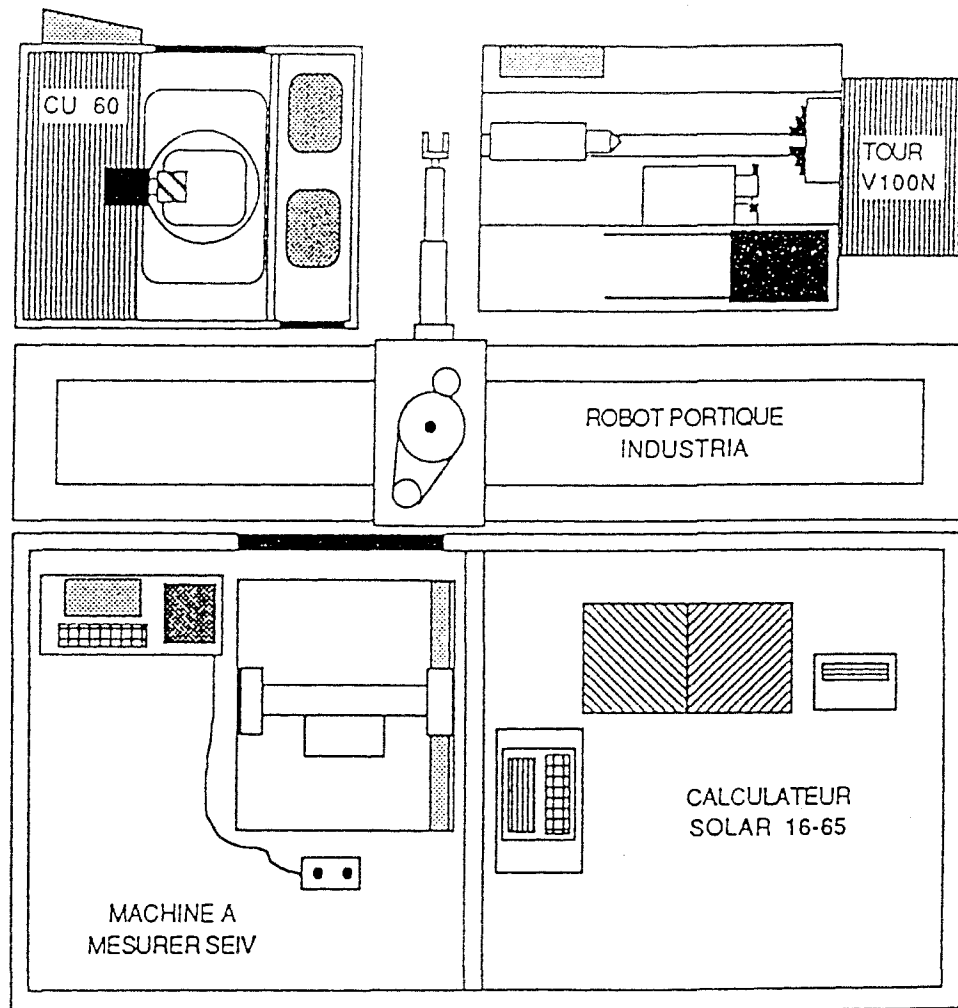 CU 60
TOUR
V100N
ROBOT PORTIQUE
INDUSTRIA
CALCULATEUR
SOLAR 16-65
MACHINE A
MESURER SEIV